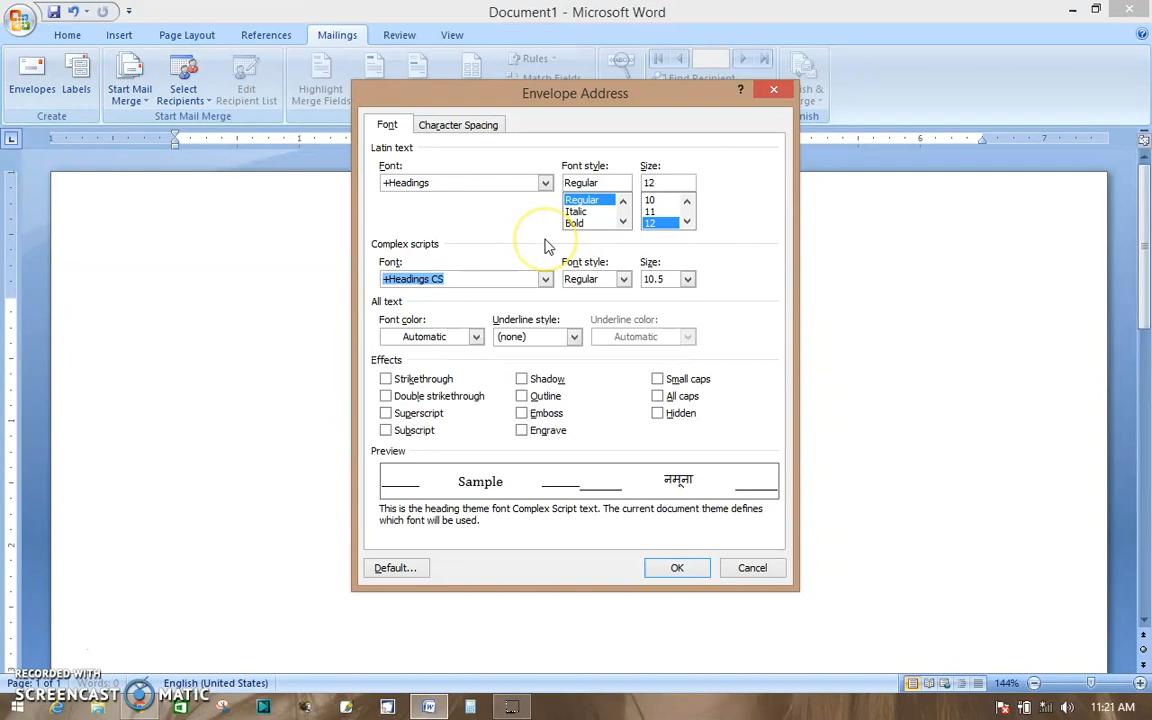 Document1 - Microsoft Word
Home Insert Page Layout References Mailings Review View
Envelopes Labels Start Mail Merge Select Recipients Edit Recipient List Highlight Merge Fields Rules Match Fields Find Recipient
Create Start Mail Merge
Envelope Address
Font Character Spacing
Latin text
Font: Font style: Size:
+Headings Regular 12
Regular 10
Italic 11
Bold 12
Complex scripts
Font: Font style: Size:
+Headings CS Regular 10.5
All text
Font color: Underline style: Underline color:
Automatic (none) Automatic
Effects
Strikethrough Shadow Small caps
Double strikethrough Outline All caps
Superscript Emboss Hidden
Subscript Engrave
Preview
Sample नमूना
This is the heading theme font Complex Script text. The current document theme defines
which font will be used.
Default... OK Cancel
Page: 1 of 1 Words: 0 English (United States) 144%
RECORDED WITH
SCREENCAST MATIC
11:21 AM